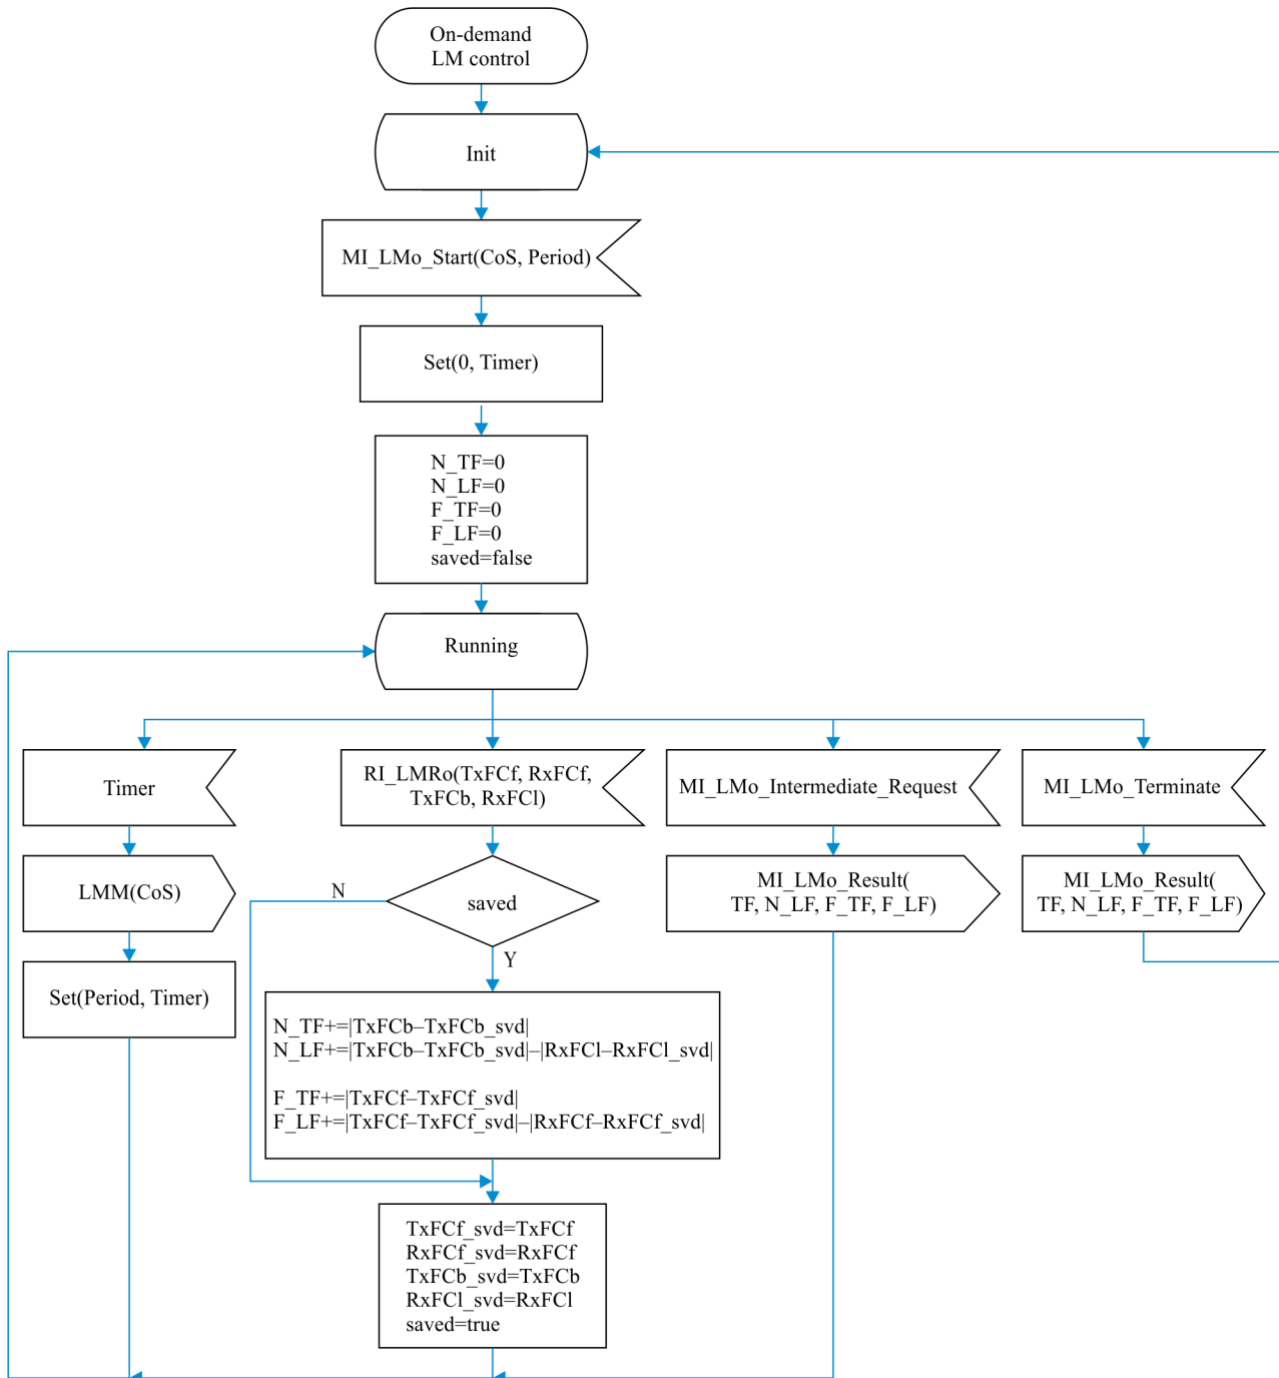 On-demand
LM control
Init
MI_LMo_Start(CoS, Period)
Set(0, Timer)
N_TF=0
N_LF=0
F_TF=0
F_LF=0
saved=false
Running
Timer
RI_LMRo(TxFCf, RxFCf,
TxFCb, RxFCl)
MI_LMo_Intermediate_Request
MI_LMo_Terminate
LMM(CoS)
N
saved
MI_LMo_Result(
TF, N_LF, F_TF, F_LF)
MI_LMo_Result(
TF, N_LF, F_TF, F_LF)
Y
Set(Period, Timer)
N_TF+=|TxFCb–TxFCb_svd|
N_LF+=|TxFCb–TxFCb_svd|–|RxFCl–RxFCl_svd|
F_TF+=|TxFCf–TxFCf_svd|
F_LF+=|TxFCf–TxFCf_svd|–|RxFCf–RxFCf_svd|
TxFCf_svd=TxFCf
RxFCf_svd=RxFCf
TxFCb_svd=TxFCb
RxFCl_svd=RxFCl
saved=true